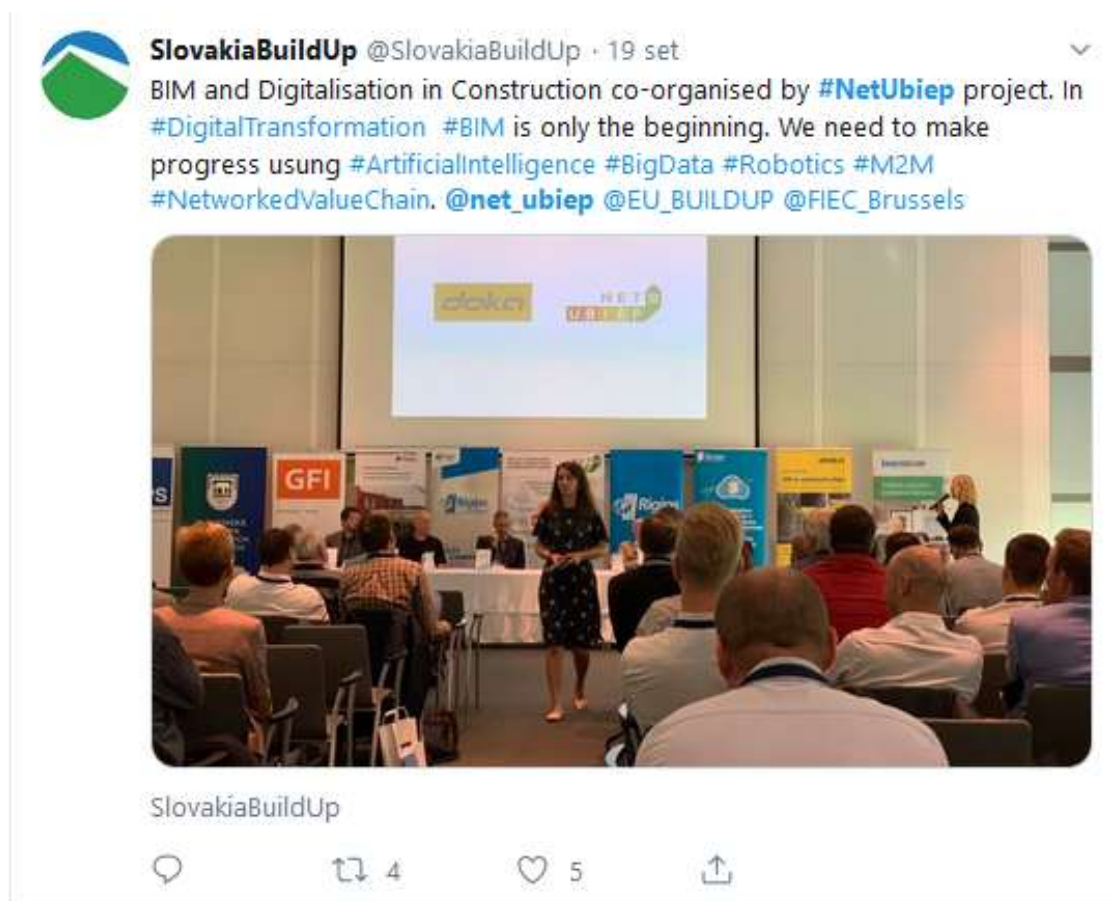 SlovakiaBuildUp @SlovakiaBuildUp · 19 set
BIM and Digitalisation in Construction co-organised by #NetUbiep project. In
#DigitalTransformation #BIM is only the beginning. We need to make
progress usung #ArtificialIntelligence #BigData #Robotics #M2M
#NetworkedValueChain. @net_ubiep @EU_BUILDUP @FIEC_Brussels
doka
NET
UBIEP
GFI
SlovakiaBuildUp
4 5